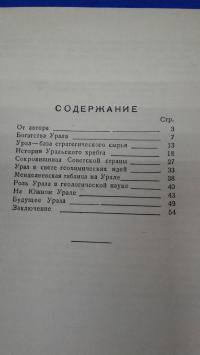 СОДЕРЖАНИЕ
Стр.
От автора 3
Богатства Урала 7
Урал—база стратегического сырья 13
История Уральского хребта 18
Сокровищница Советской страны 27
Урал в свете геохимических идей 33
Менделеевская таблица на Урале 38
Роль Урала в геологической науке 40
На Южном Урале 43
Будущее Урала 49
Заключение 54